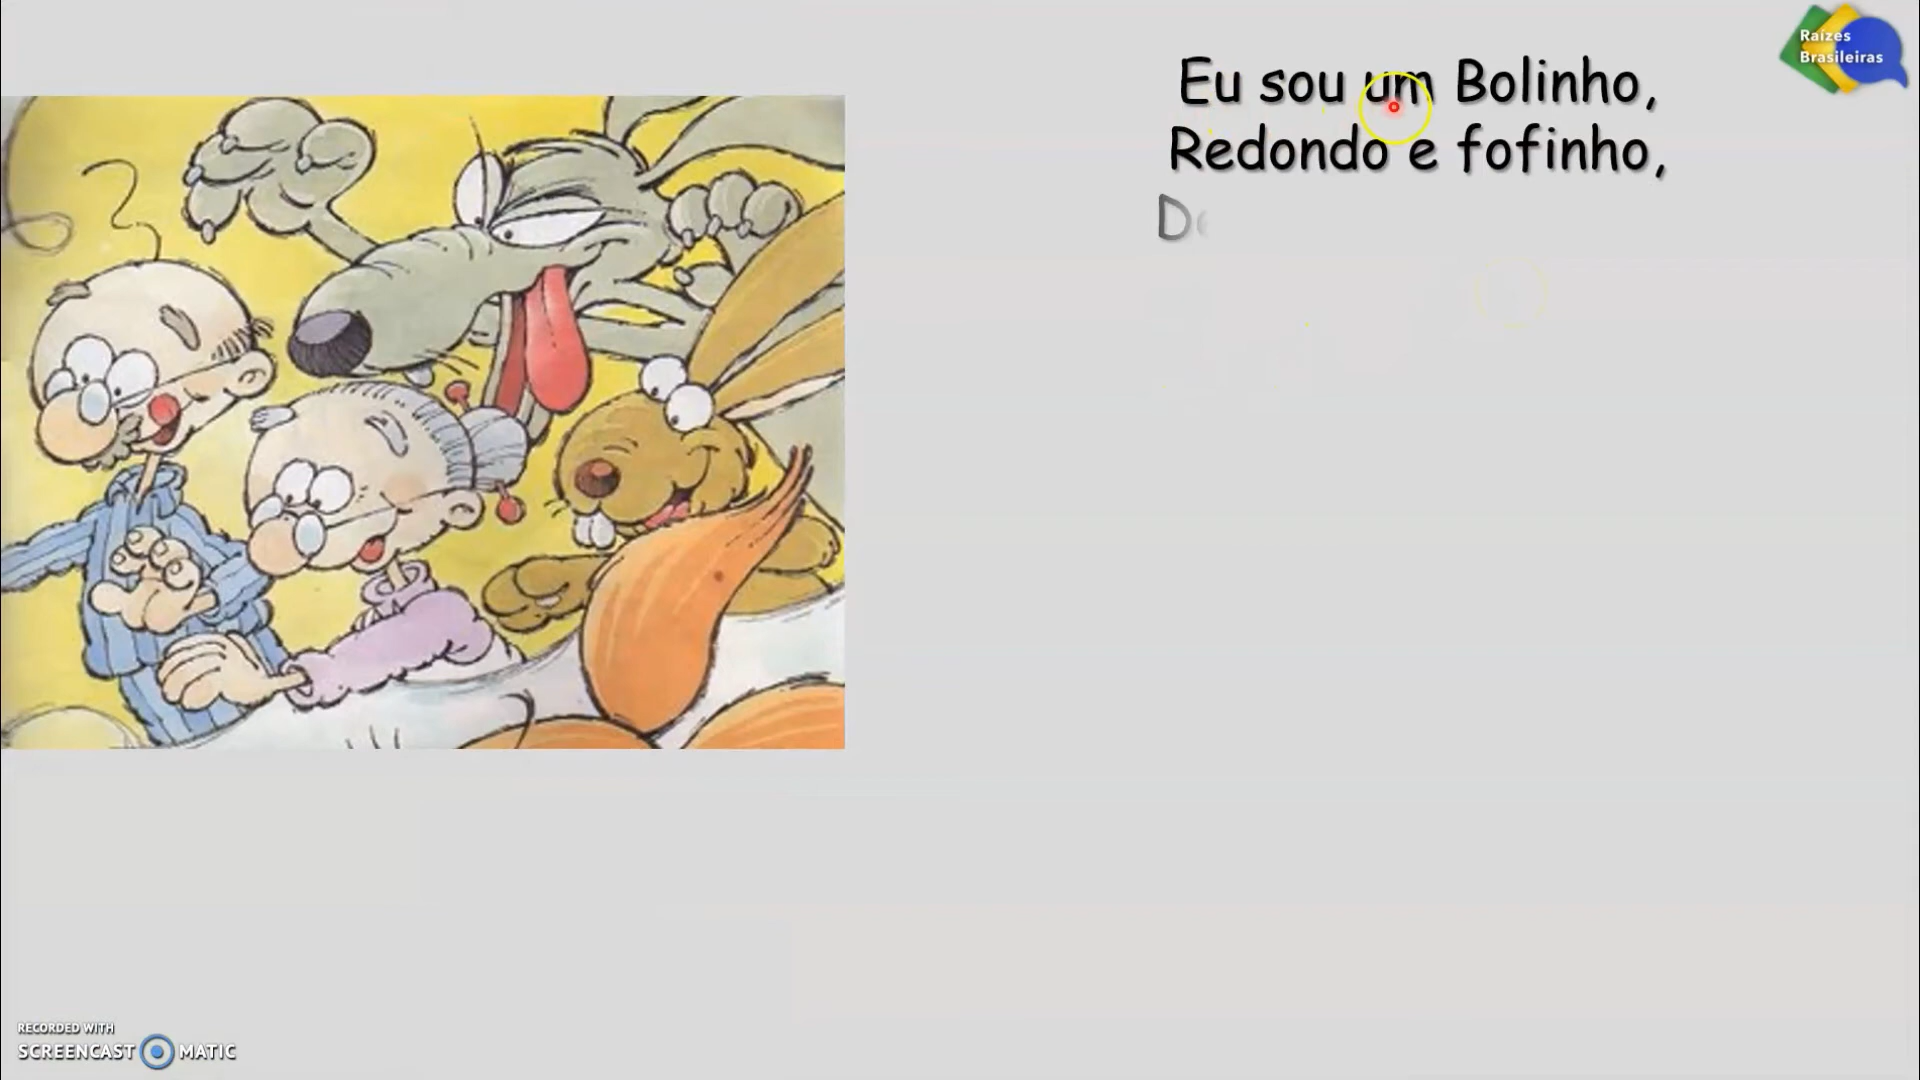 Raízes
Brasileiras
Eu sou um Bolinho,
Redondo e fofinho,
RECORDED WITH
SCREENCAST MATIC